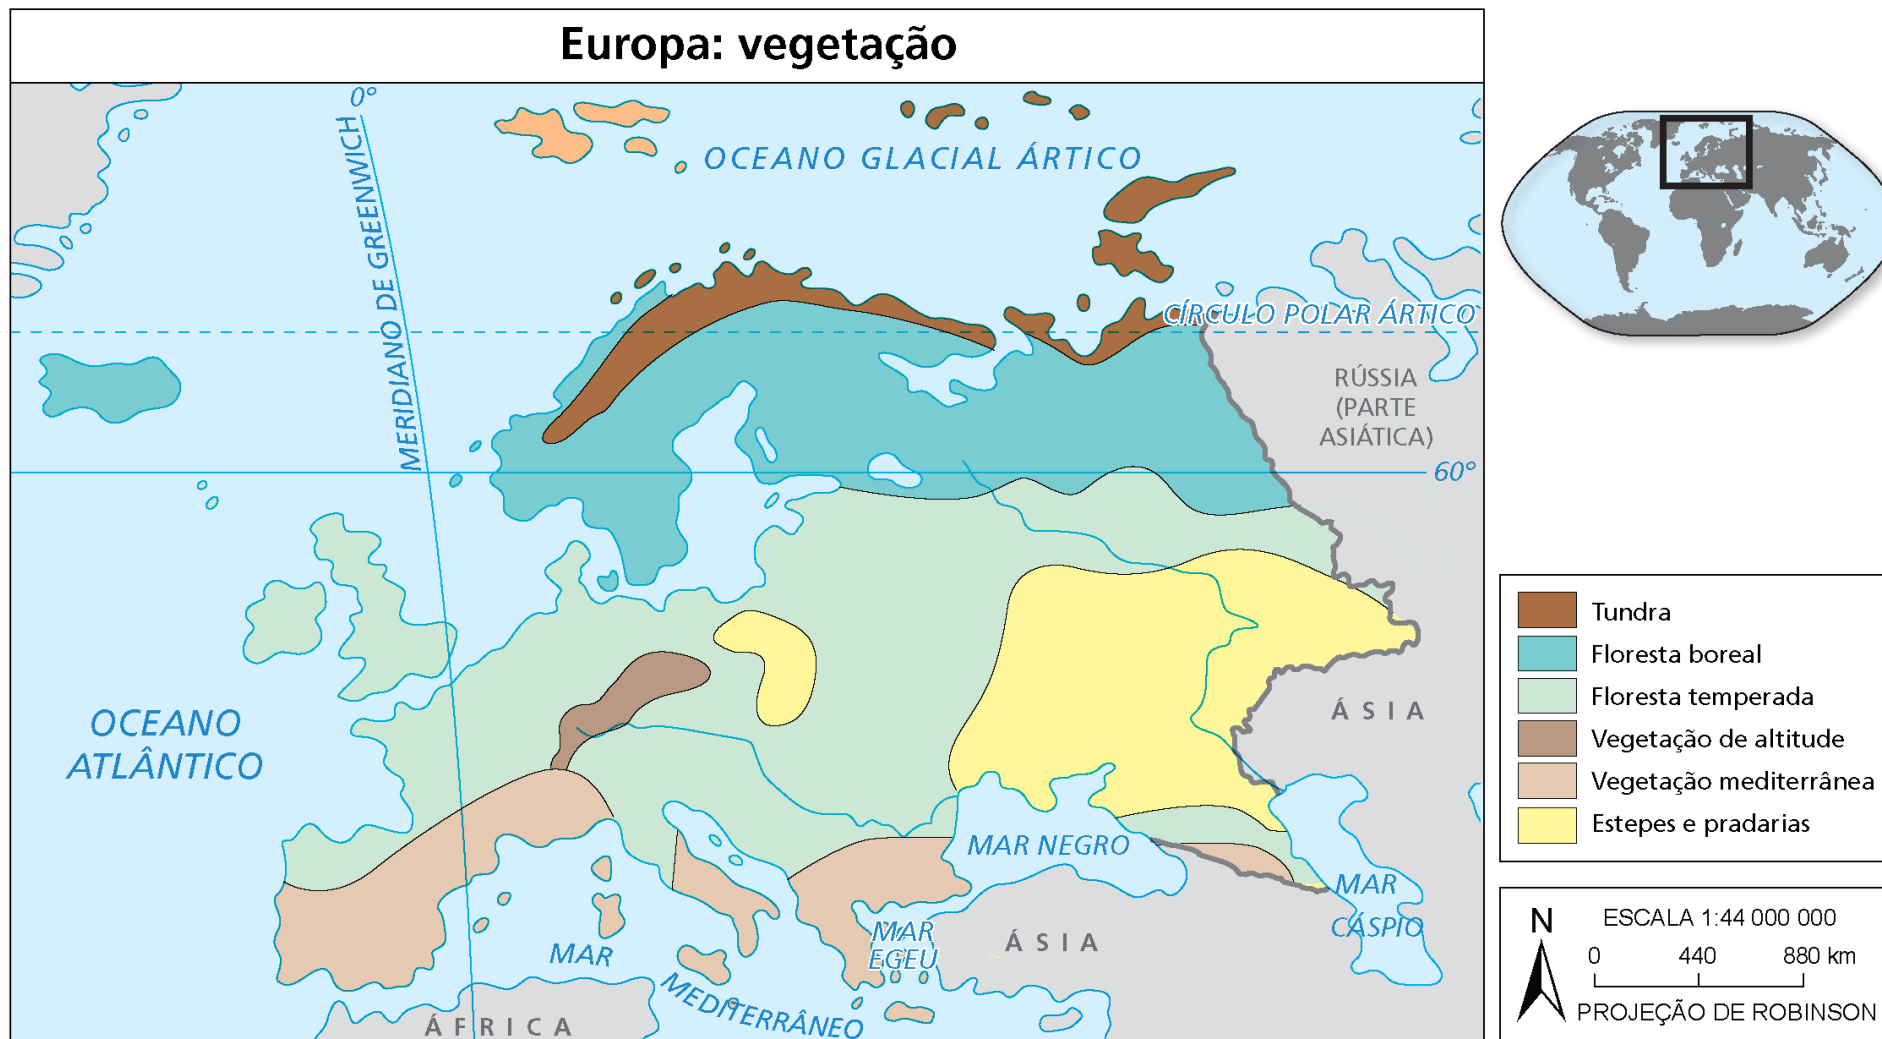 Europa: vegetação
0°
MERIDIANO DE GREENWICH
OCEANO GLACIAL ÁRTICO
CÍRCULO POLAR ÁRTICO
RÚSSIA
(PARTE
ASIÁTICA)
60°
OCEANO
ATLÂNTICO
ÁSIA
MAR NEGRO
MAR
CÁSPIO
MAR
EGEU
ÁSIA
MAR
MEDITERRÂNEO
ÁFRICA
Tundra
Floresta boreal
Floresta temperada
Vegetação de altitude
Vegetação mediterrânea
Estepes e pradarias
N
ESCALA 1:44 000 000
0 440 880 km
PROJEÇÃO DE ROBINSON